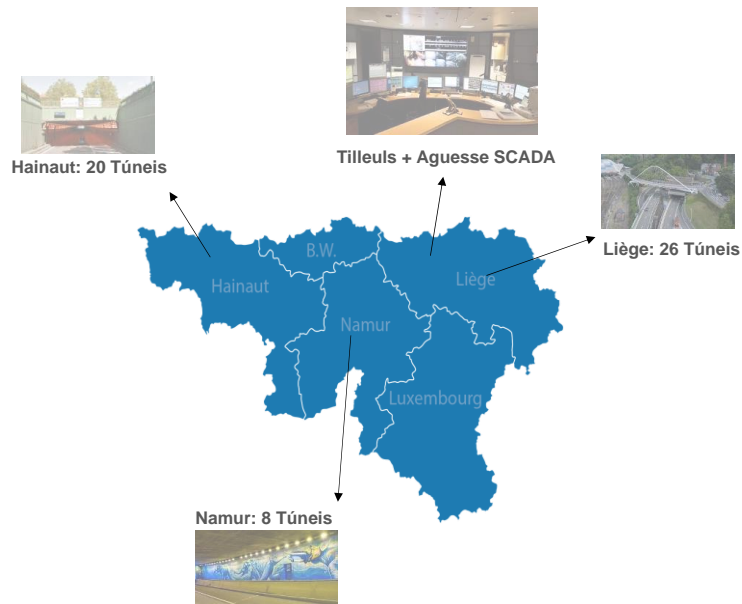 Hainaut: 20 Túneis
Tilleuls + Aguesse SCADA
Liège: 26 Túneis
B.W.
Hainaut
Liège
Namur
Luxembourg
Namur: 8 Túneis